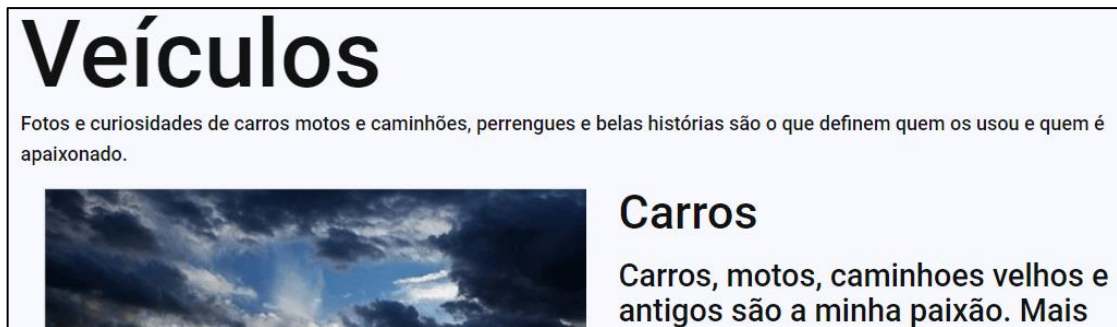 Veículos
Fotos e curiosidades de carros motos e caminhões, perrengues e belas histórias são o que definem quem os usou e quem é
apaixonado.
Carros
Carros, motos, caminhoes velhos e
antigos são a minha paixão. Mais